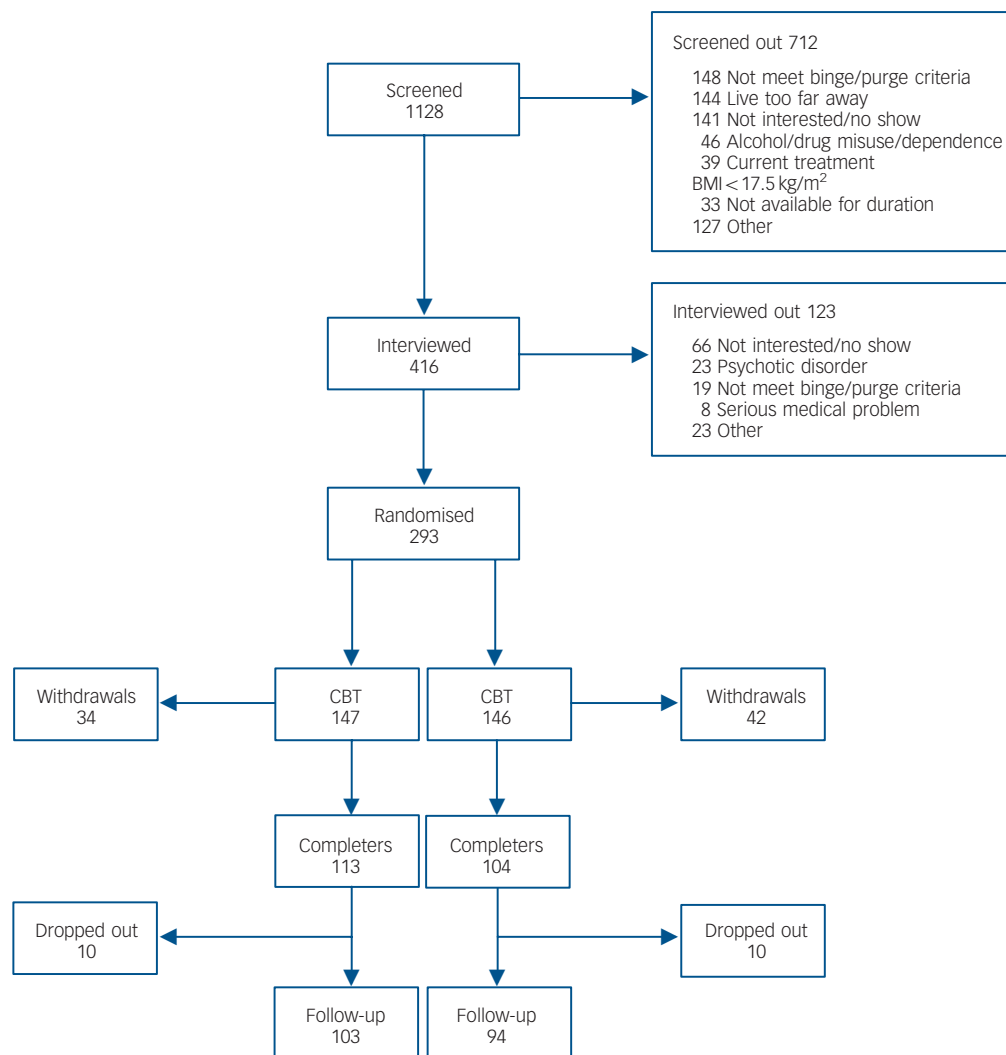 Screened
1128
Screened out 712
148 Not meet binge/purge criteria
144 Live too far away
141 Not interested/no show
46 Alcohol/drug misuse/dependence
39 Current treatment
BMI < 17.5 kg/m²
33 Not available for duration
127 Other
Interviewed
416
Interviewed out 123
66 Not interested/no show
23 Psychotic disorder
19 Not meet binge/purge criteria
8 Serious medical problem
23 Other
Randomised
293
Withdrawals
34
CBT
147
CBT
146
Withdrawals
42
Completers
113
Completers
104
Dropped out
10
Dropped out
10
Follow-up
103
Follow-up
94